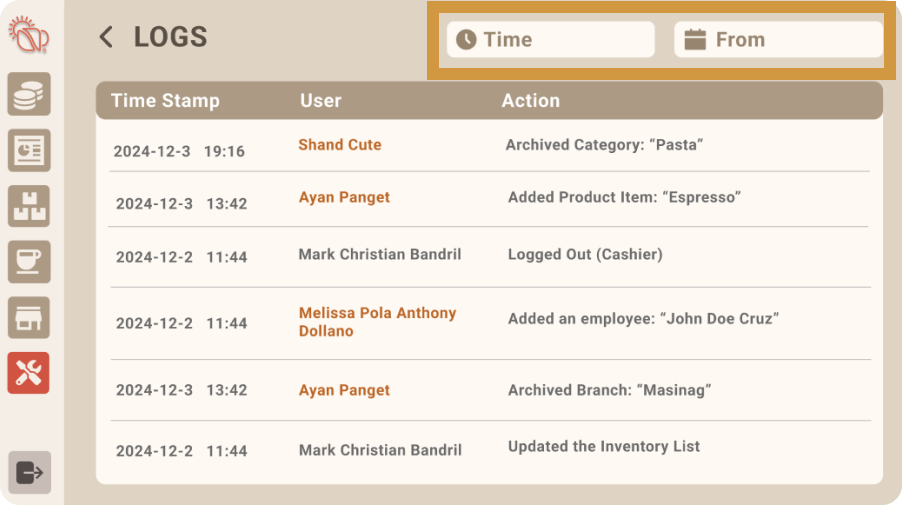 LOGS
Time
From
Time Stamp User Action
2024-12-3 19:16 Shand Cute Archived Category: “Pasta”
2024-12-3 13:42 Ayan Panget Added Product Item: “Espresso”
2024-12-2 11:44 Mark Christian Bandril Logged Out (Cashier)
2024-12-2 11:44 Melissa Pola Anthony Added an employee: “John Doe Cruz”
Dollano
2024-12-3 13:42 Ayan Panget Archived Branch: “Masinag”
2024-12-2 11:44 Mark Christian Bandril Updated the Inventory List